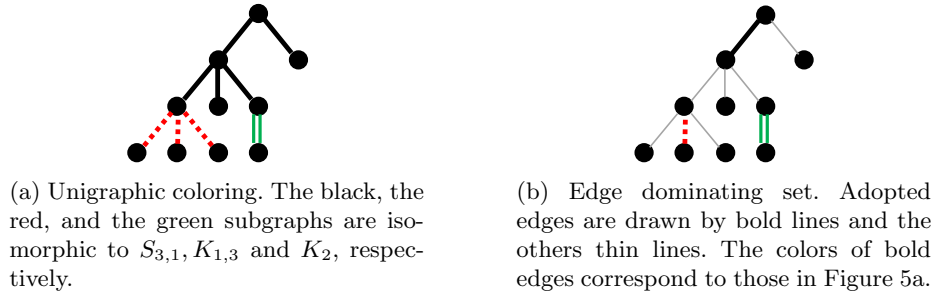 (a) Unigraphic coloring. The black, the
red, and the green subgraphs are iso-
morphic to S3,1, K1,3 and K2, respec-
tively.
(b) Edge dominating set. Adopted
edges are drawn by bold lines and the
others thin lines. The colors of bold
edges correspond to those in Figure 5a.